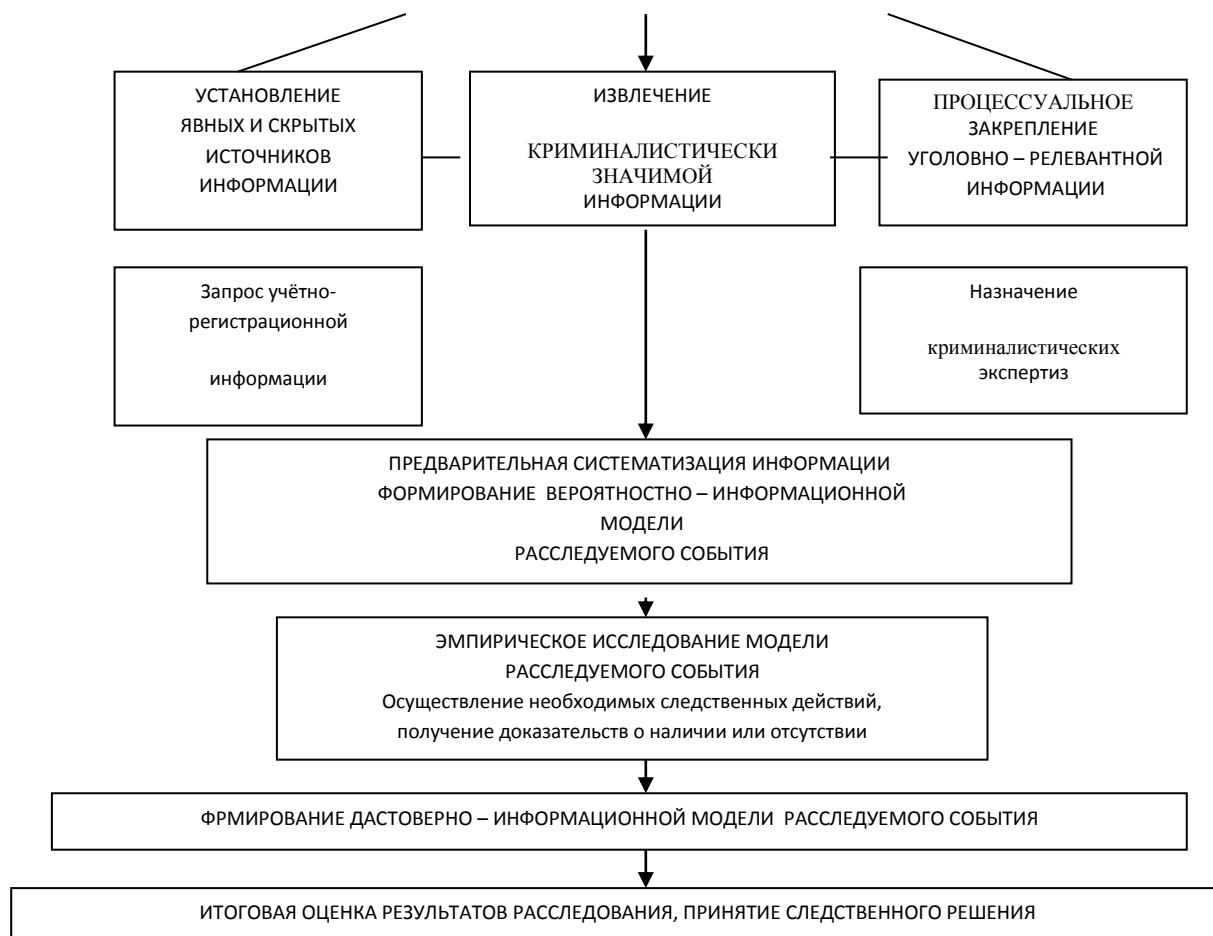 УСТАНОВЛЕНИЕ
ЯВНЫХ И СКРЫТЫХ
ИСТОЧНИКОВ
ИНФОРМАЦИИ
ИЗВЛЕЧЕНИЕ
КРИМИНАЛИСТИЧЕСКИ
ЗНАЧИМОЙ
ИНФОРМАЦИИ
ПРОЦЕССУАЛЬНОЕ
ЗАКРЕПЛЕНИЕ
УГОЛОВНО – РЕЛЕВАНТНОЙ
ИНФОРМАЦИИ
Запрос учётно-
регистрационной
информации
Назначение
криминалистических
экспертиз
ПРЕДВАРИТЕЛЬНАЯ СИСТЕМАТИЗАЦИЯ ИНФОРМАЦИИ
ФОРМИРОВАНИЕ ВЕРОЯТНОСТНО – ИНФОРМАЦИОННОЙ
МОДЕЛИ
РАССЛЕДУЕМОГО СОБЫТИЯ
ЭМПИРИЧЕСКОЕ ИССЛЕДОВАНИЕ МОДЕЛИ
РАССЛЕДУЕМОГО СОБЫТИЯ
Осуществление необходимых следственных действий,
получение доказательств о наличии или отсутствии
ФРМИРОВАНИЕ ДАСТОВЕРНО – ИНФОРМАЦИОННОЙ МОДЕЛИ РАССЛЕДУЕМОГО СОБЫТИЯ
ИТОГОВАЯ ОЦЕНКА РЕЗУЛЬТАТОВ РАССЛЕДОВАНИЯ, ПРИНЯТИЕ СЛЕДСТВЕННОГО РЕШЕНИЯ